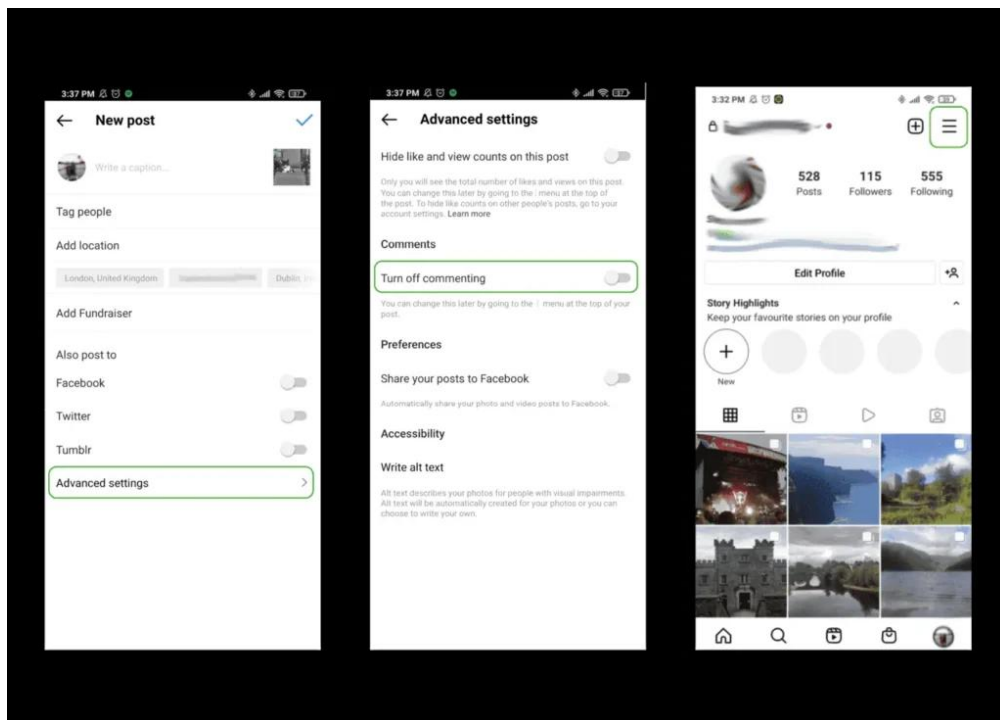 3:37 PM
New post
Write a caption...
Tag people
Add location
London, United Kingdom
Dublin,
Add Fundraiser
Also post to
Facebook
Twitter
Tumblr
Advanced settings
3:37 PM
Advanced settings
Hide like and view counts on this post
Only you will see the total number of likes and views on this post.
You can change this later by going to the ⋮ menu at the top of
the post. To hide like counts on other people's posts, go to your
account settings. Learn more
Comments
Turn off commenting
You can change this later by going to the ⋮ menu at the top of your
post.
Preferences
Share your posts to Facebook
Automatically share your photo and video posts to Facebook.
Accessibility
Write alt text
Alt text describes your photos for people with visual impairments.
Alt text will be automatically created for your photos or you can
choose to write your own.
3:32 PM
528 115 555
Posts Followers Following
Edit Profile
Story Highlights
Keep your favourite stories on your profile
New